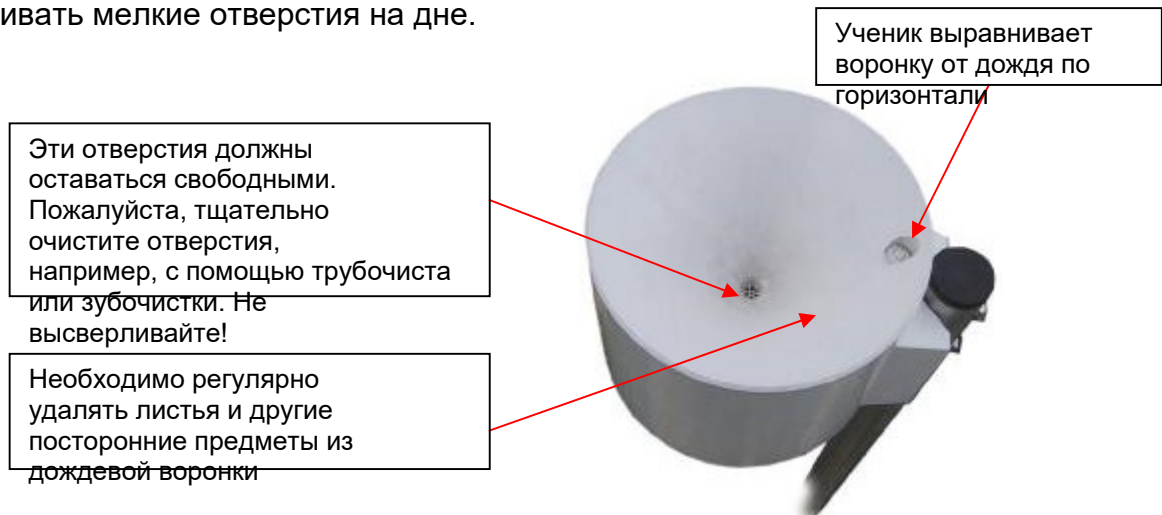 ивать мелкие отверстия на дне.
Ученик выравнивает
воронку от дождя по
горизонтали
Эти отверстия должны
оставаться свободными.
Пожалуйста, тщательно
очистите отверстия,
например, с помощью трубочиста
или зубочистки. Не
высверливайте!
Необходимо регулярно
удалять листья и другие
посторонние предметы из
дождевой воронки